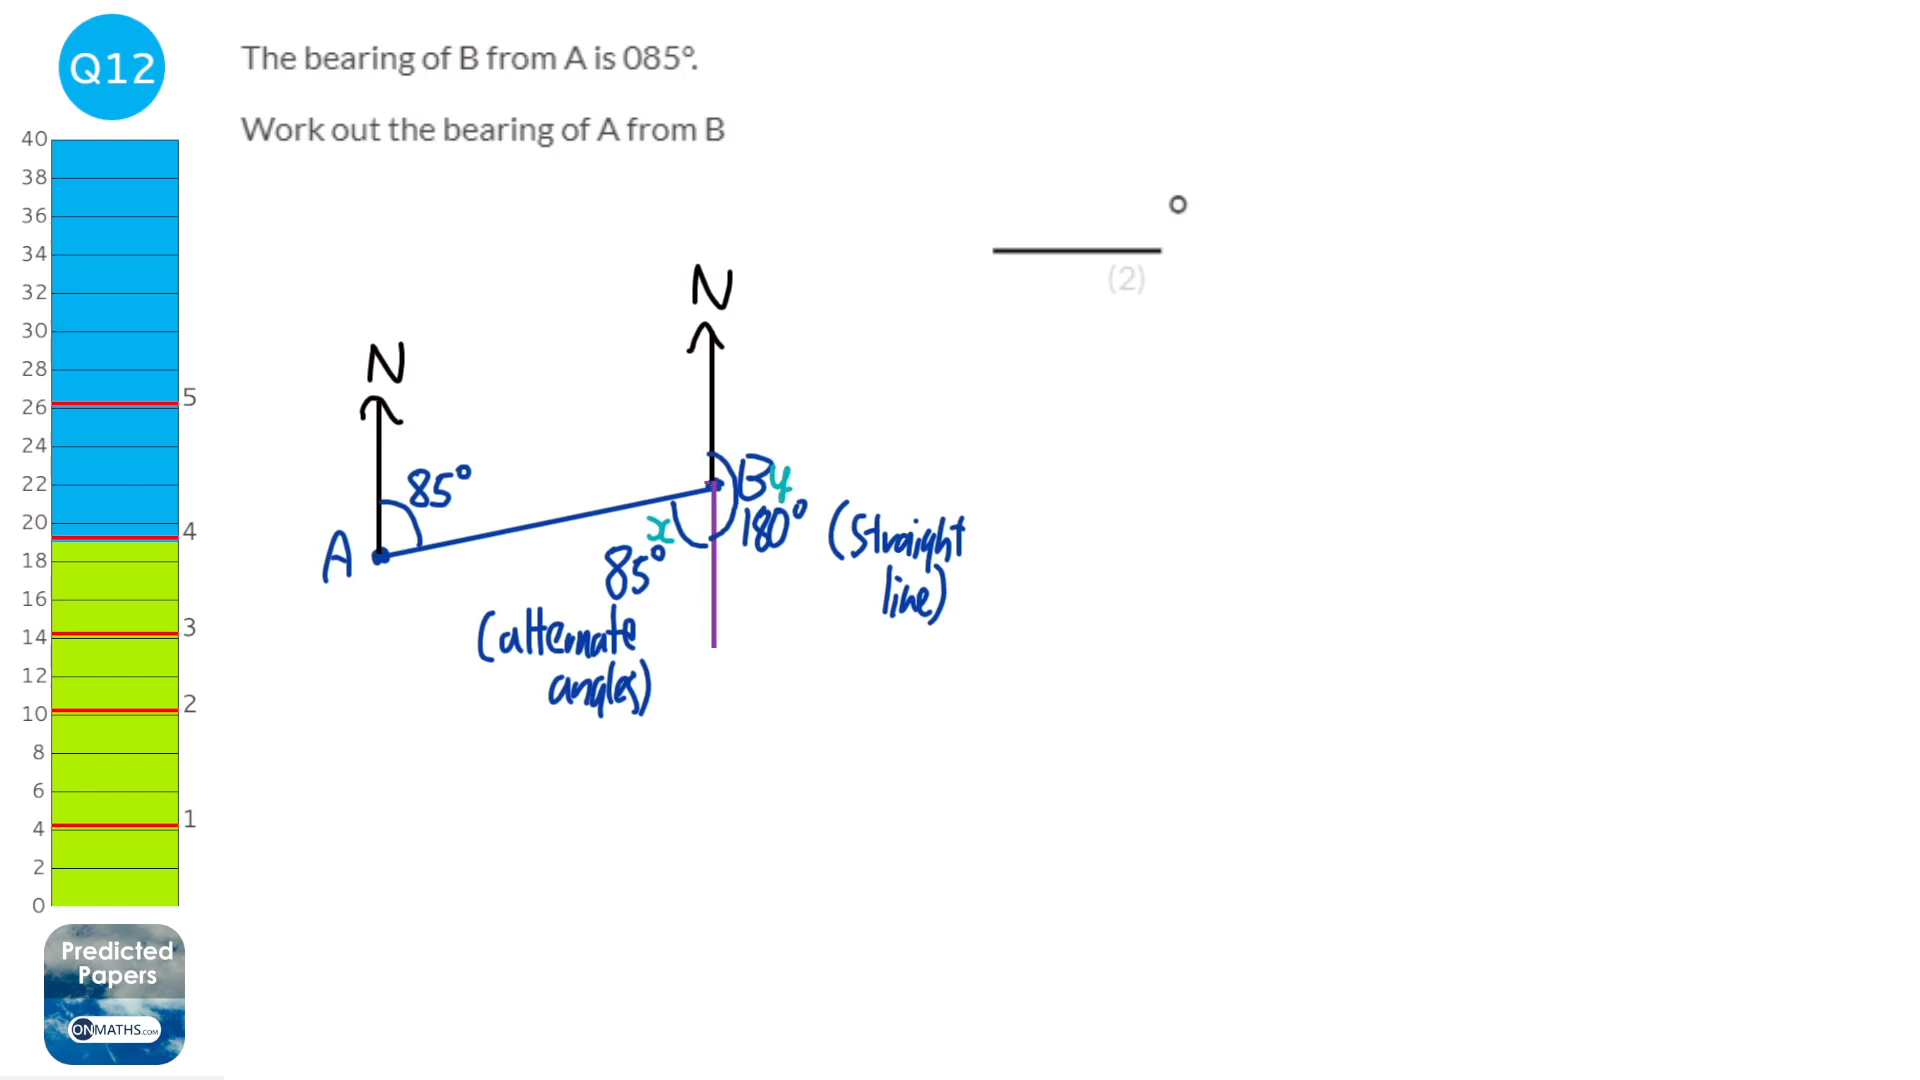 Q12
The bearing of B from A is 085°.
Work out the bearing of A from B
°
(2)
40
38
36
34
32
30
28
26
5
24
22
20
4
18
16
3
14
12
2
10
8
6
1
4
2
0
N
N
85°
A
B
y
x
180° (straight
line)
85°
(alternate
angles)
Predicted
Papers
ONMATHS.COM